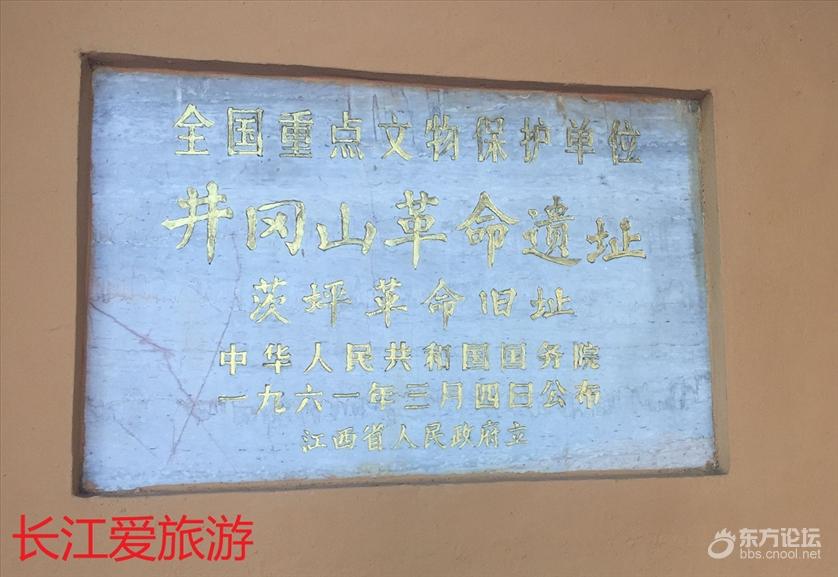 全国重点文物保护单位
井冈山革命遗址
茨坪革命旧址
中华人民共和国国务院
一九六一年三月四日公布
江西省人民政府立
长江爱旅游
东方论坛
bbs.cnool.net